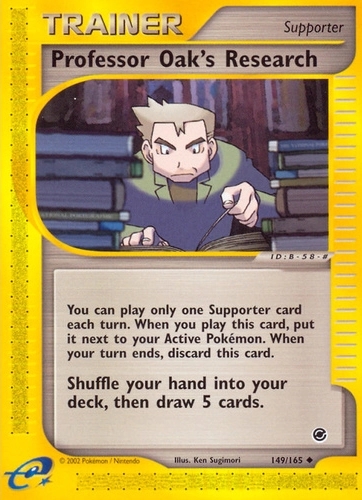 TRAINER
Supporter
Professor Oak's Research
ID:B-58-#
You can play only one Supporter card
each turn. When you play this card, put
it next to your Active Pokémon. When
your turn ends, discard this card.
Shuffle your hand into your
deck, then draw 5 cards.
© 2002 Pokémon / Nintendo
Illus. Ken Sugimori
149/165 ◆
e